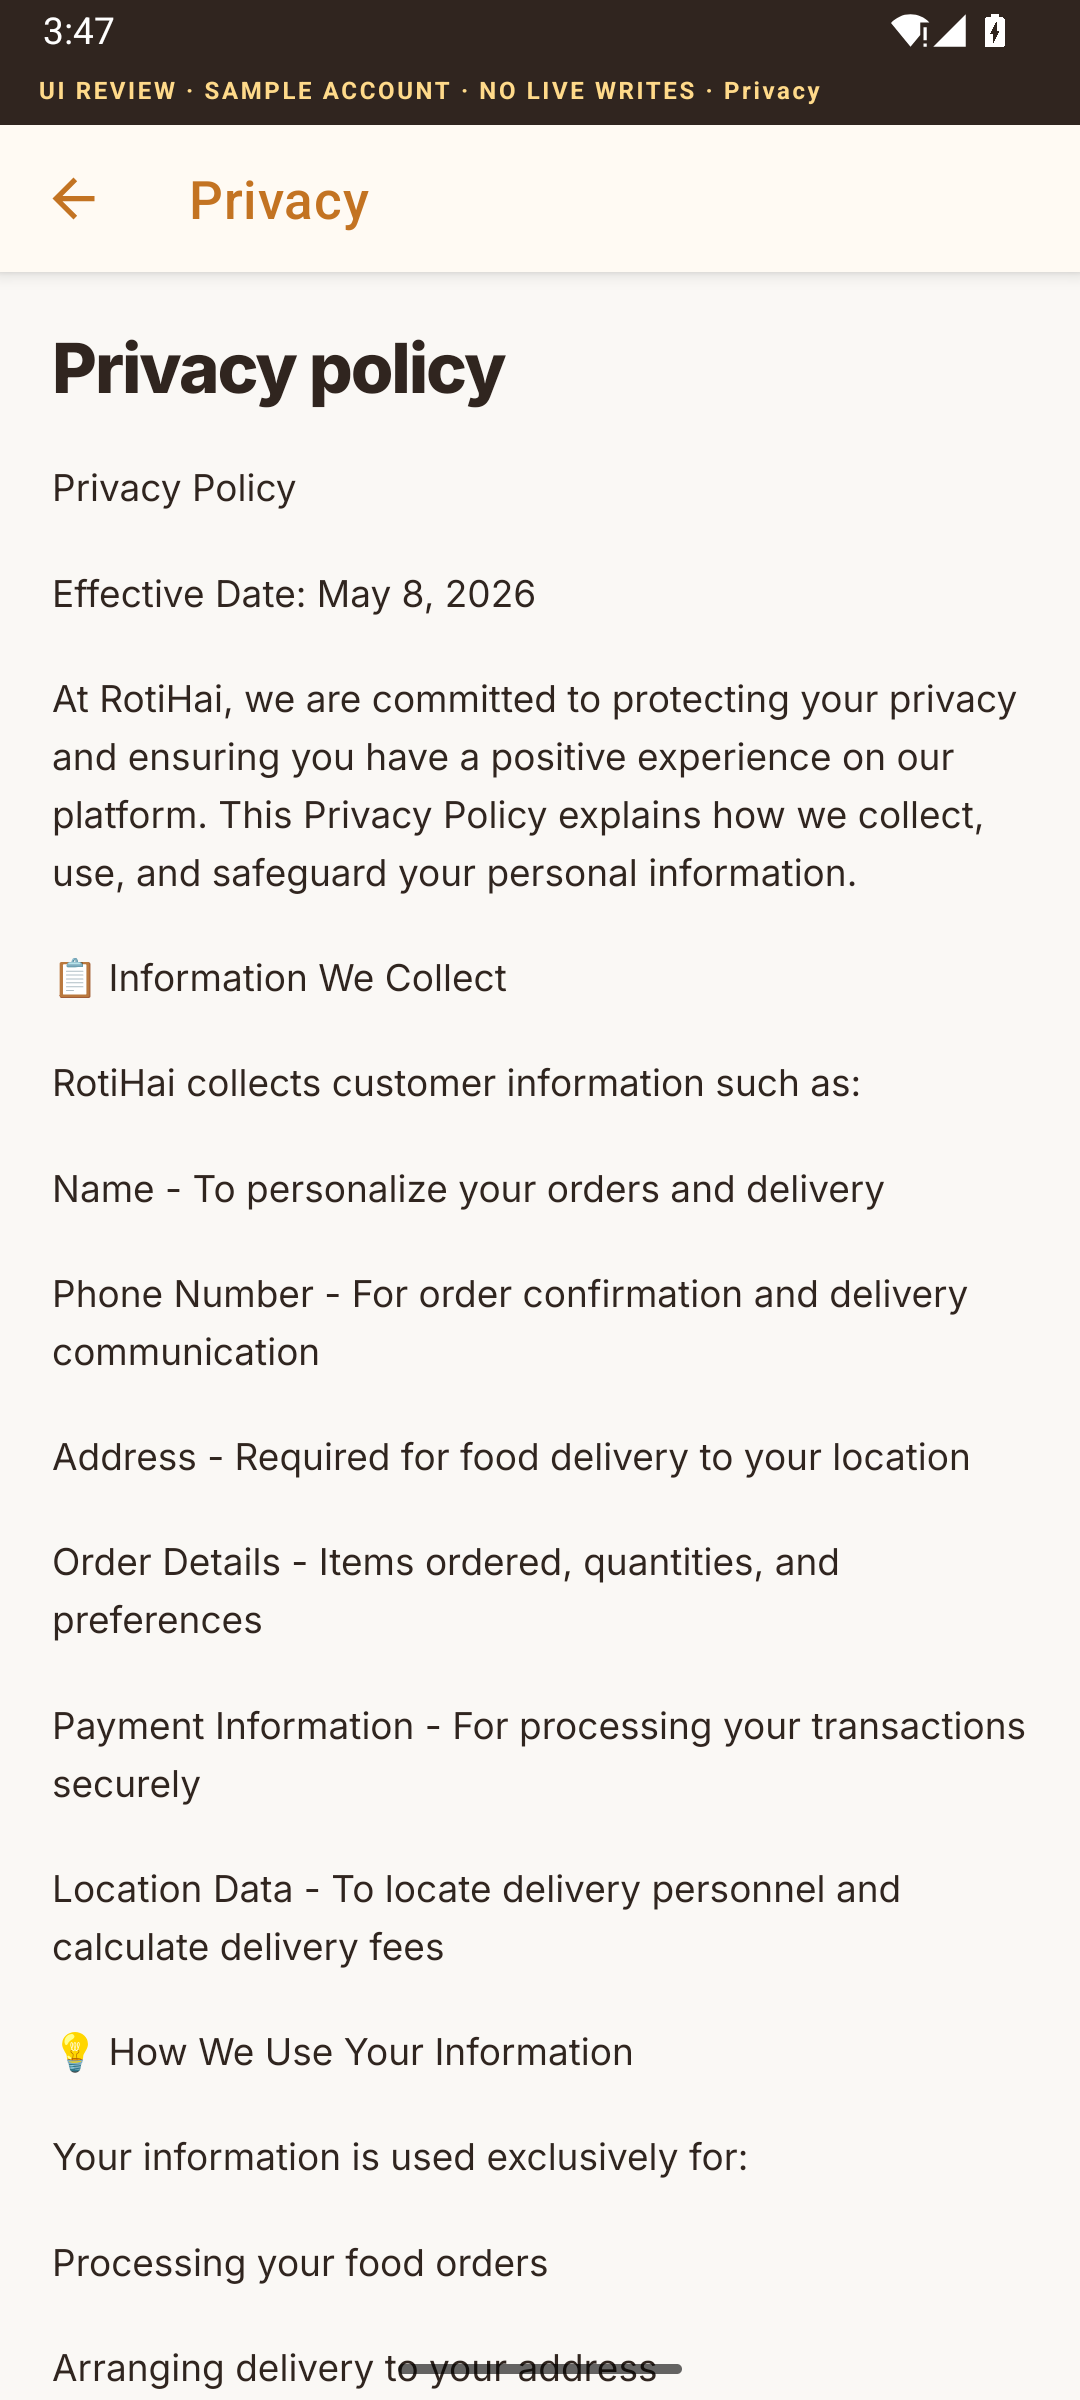 3:47
UI REVIEW · SAMPLE ACCOUNT · NO LIVE WRITES · Privacy
Privacy
Privacy policy
Privacy Policy
Effective Date: May 8, 2026
At RotiHai, we are committed to protecting your privacy
and ensuring you have a positive experience on our
platform. This Privacy Policy explains how we collect,
use, and safeguard your personal information.
📋 Information We Collect
RotiHai collects customer information such as:
Name - To personalize your orders and delivery
Phone Number - For order confirmation and delivery
communication
Address - Required for food delivery to your location
Order Details - Items ordered, quantities, and
preferences
Payment Information - For processing your transactions
securely
Location Data - To locate delivery personnel and
calculate delivery fees
💡 How We Use Your Information
Your information is used exclusively for:
Processing your food orders
Arranging delivery to your address